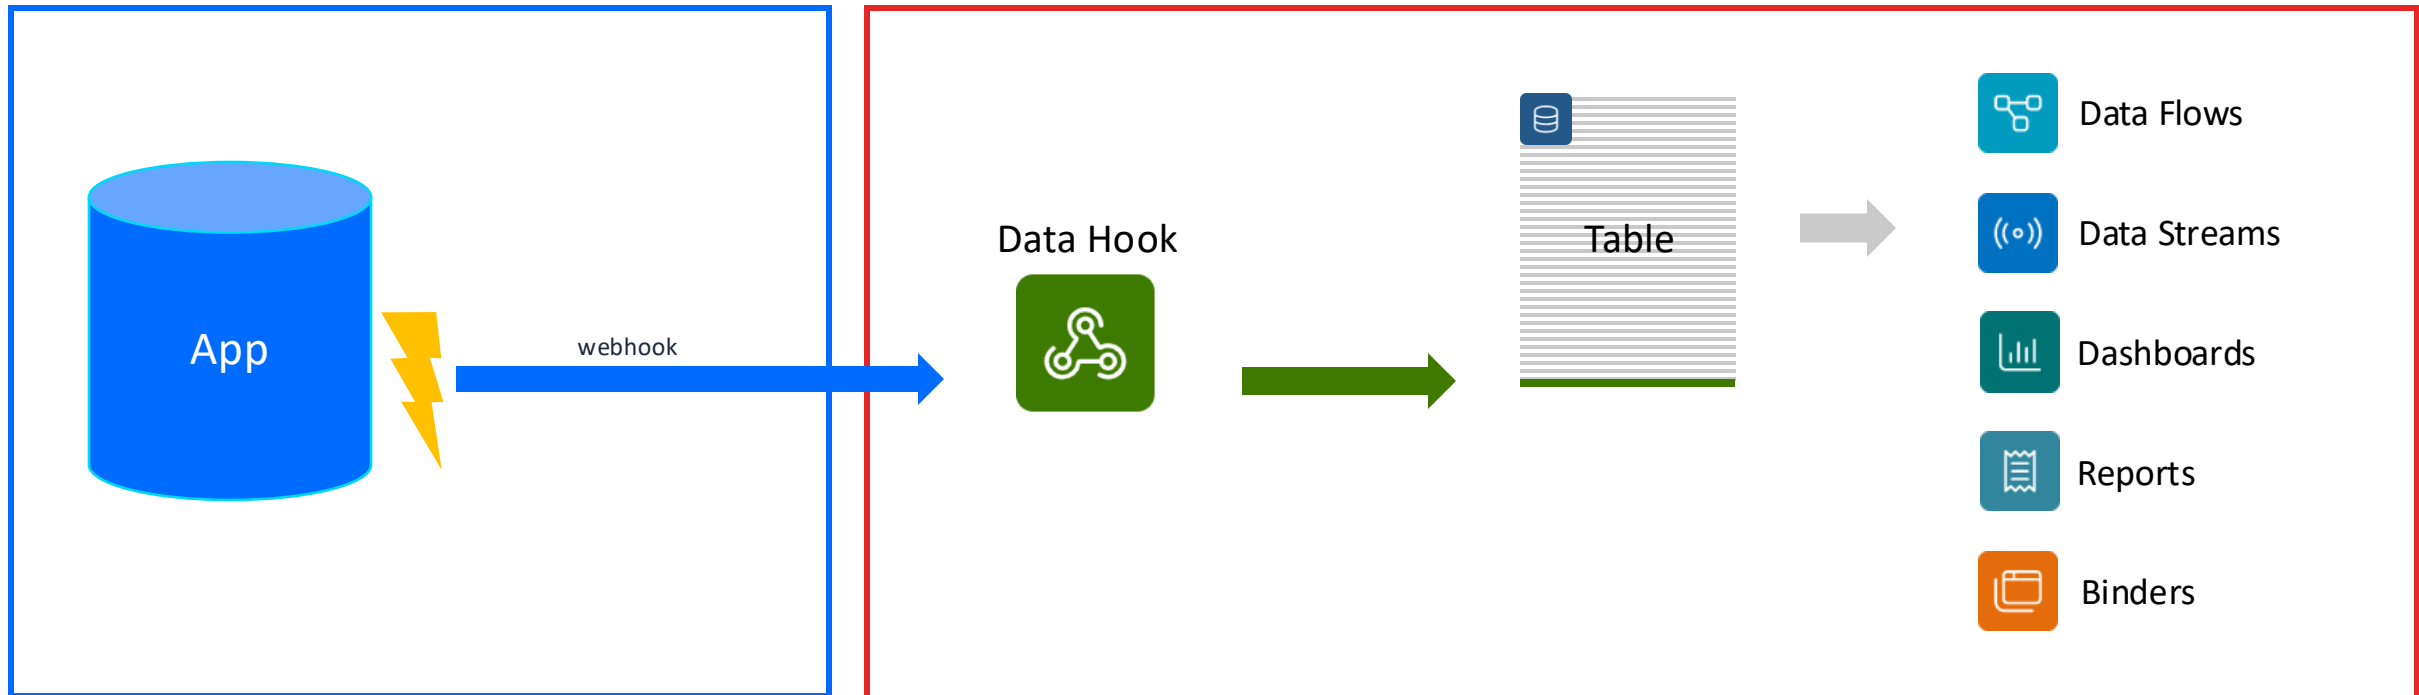 App
webhook
Data Hook
Table
Data Flows
Data Streams
Dashboards
Reports
Binders